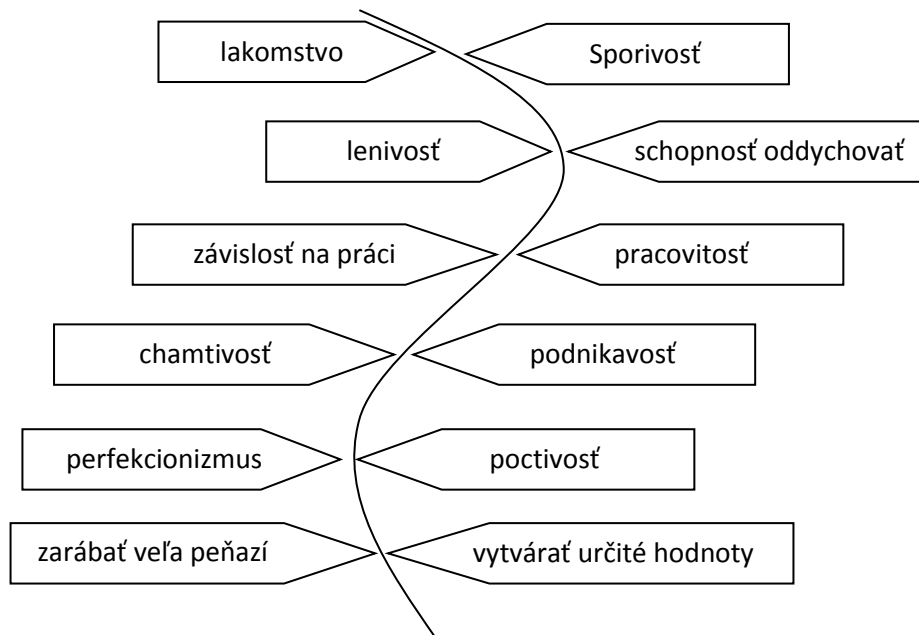 lakomstvo
Sporivosť
lenivosť
schopnosť oddychovať
závislosť na práci
pracovitosť
chamtivosť
podnikavosť
perfekcionizmus
poctivosť
zarábať veľa peňazí
vytvárať určité hodnoty